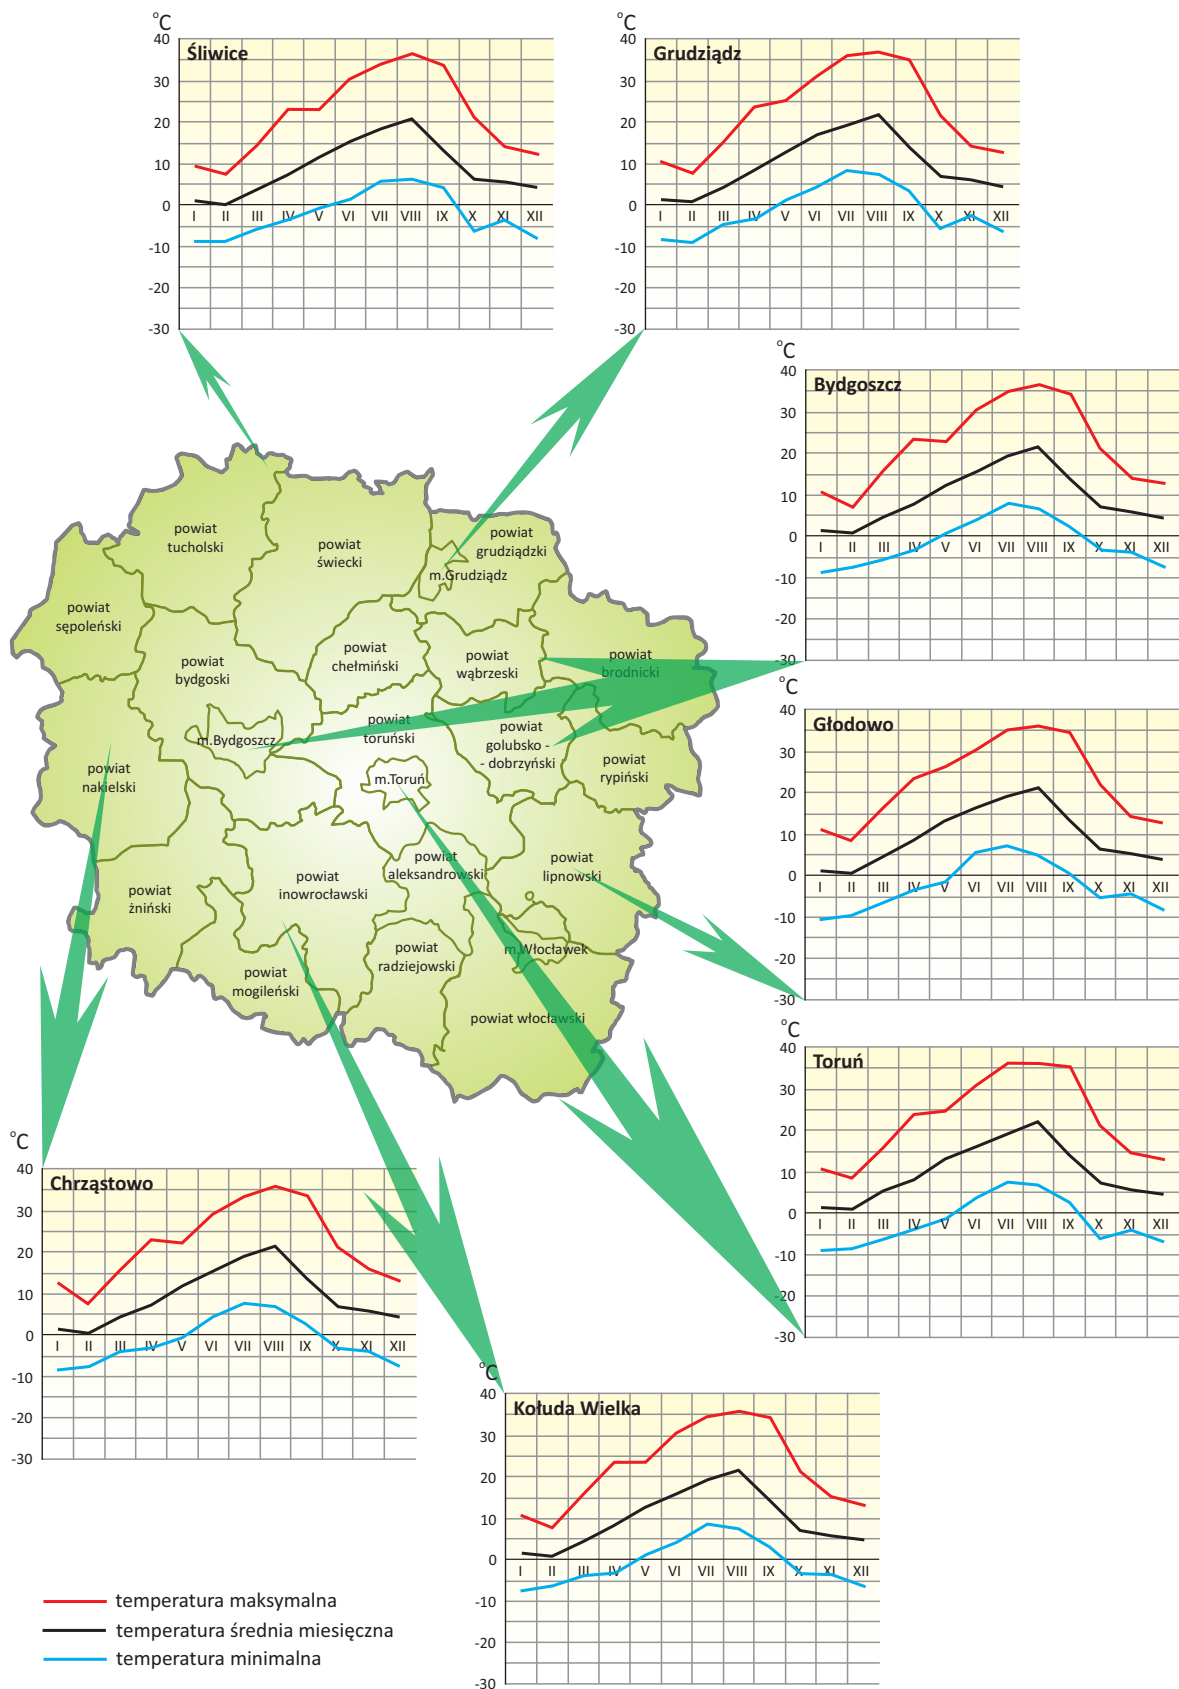 °C
40
30
20
10
0
-10
-20
-30
Śliwice
I II III IV V VI VII VIII IX X XI XII
°C
40
30
20
10
0
-10
-20
-30
Grudziądz
I II III IV V VI VII VIII IX X XI XII
°C
40
30
20
10
0
-10
-20
-30
Bydgoszcz
I II III IV V VI VII VIII IX X XI XII
powiat
tucholski
powiat
świecki
powiat
grudziądzki
m.Grudziądz
powiat
sępoleński
powiat
bydgoski
powiat
chełmiński
powiat
wąbrzeski
powiat
brodnicki
m.Bydgoszcz
powiat
toruński
powiat
golubsko -
- dobrzyński
powiat
rypiński
powiat
nakielski
m.Toruń
powiat
żniński
powiat
inowrocławski
powiat
aleksandrowski
powiat
lipnowski
powiat
mogileński
powiat
radziejowski
m.Włocławek
powiat włocławski
°C
40
30
20
10
0
-10
-20
-30
Głodowo
I II III IV V VI VII VIII IX X XI XII
°C
40
30
20
10
0
-10
-20
-30
Toruń
I II III IV V VI VII VIII IX X XI XII
°C
40
30
20
10
0
-10
-20
-30
Chrząstowo
I II III IV V VI VII VIII IX X XI XII
°C
40
30
20
10
0
-10
-20
-30
Kołuda Wielka
I II III IV V VI VII VIII IX X XI XII
temperatura maksymalna
temperatura średnia miesięczna
temperatura minimalna